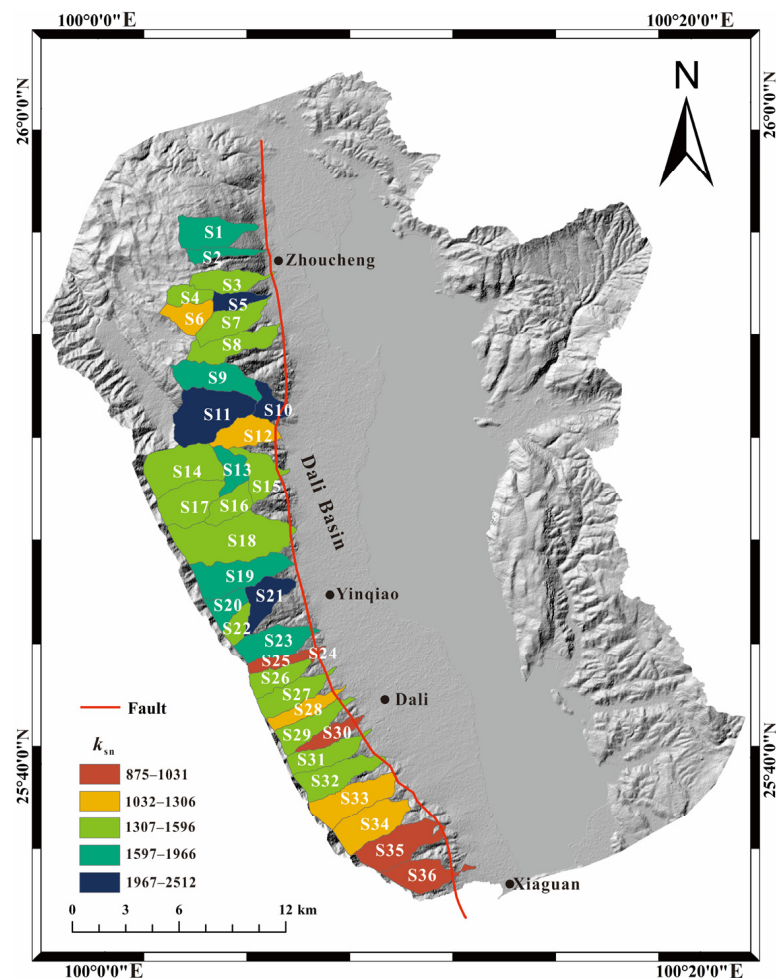 100°0'0"E
100°20'0"E
26°0'0"N
26°0'0"N
N
S1
S2
Zhoucheng
S3
S4
S5
S6
S7
S8
S9
S10
S11
S12
S13
S14
S15
S16
S17
S18
Dali Basin
S19
S20
S21
Yinqiao
S22
S23
S24
S25
S26
S27
Dali
S28
S29
S30
S31
S32
S33
S34
S35
S36
Xiaguan
25°40'0"N
25°40'0"N
Fault
ksn
875–1031
1032–1306
1307–1596
1597–1966
1967–2512
0 3 6 12 km
100°0'0"E
100°20'0"E